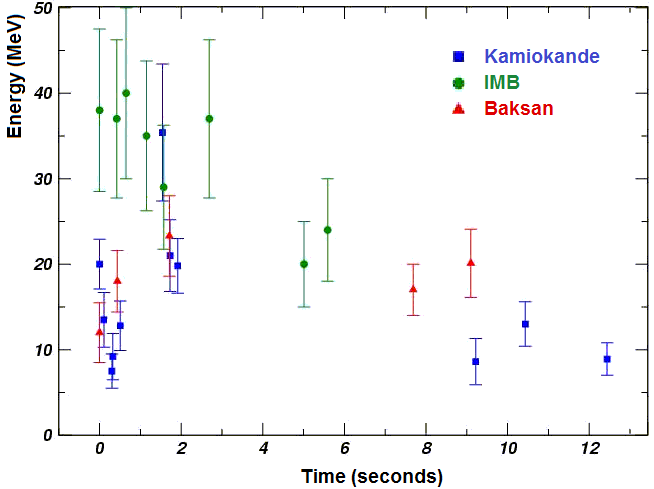 Energy (MeV)
50
40
30
20
10
0
Kamiokande
IMB
Baksan
0 2 4 6 8 10 12
Time (seconds)